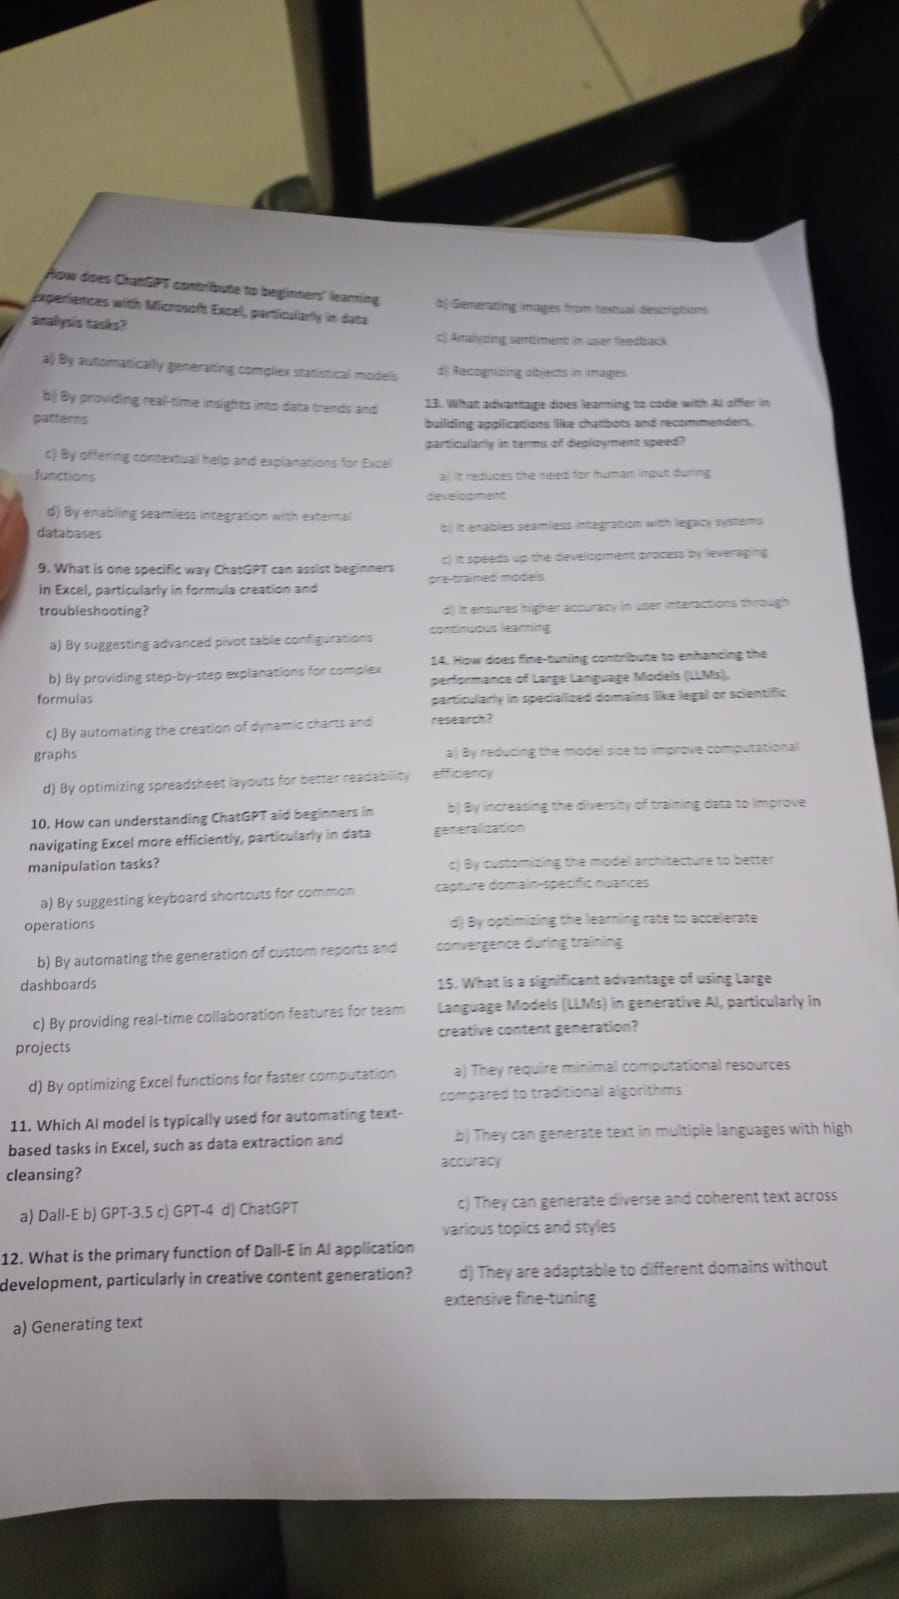 How does ChatGPT contribute to beginners' learning
experiences with Microsoft Excel, particularly in data
analysis tasks?
a) By automatically generating complex statistical models
b) By providing real-time insights into data trends and
patterns
c) By offering contextual help and explanations for Excel
functions
d) By enabling seamless integration with external
databases
9. What is one specific way ChatGPT can assist beginners
in Excel, particularly in formula creation and
troubleshooting?
a) By suggesting advanced pivot table configurations
b) By providing step-by-step explanations for complex
formulas
c) By automating the creation of dynamic charts and
graphs
d) By optimizing spreadsheet layouts for better readability
10. How can understanding ChatGPT aid beginners in
navigating Excel more efficiently, particularly in data
manipulation tasks?
a) By suggesting keyboard shortcuts for common
operations
b) By automating the generation of custom reports and
dashboards
c) By providing real-time collaboration features for team
projects
d) By optimizing Excel functions for faster computation
11. Which AI model is typically used for automating text-
based tasks in Excel, such as data extraction and
cleansing?
a) Dall-E b) GPT-3.5 c) GPT-4 d) ChatGPT
12. What is the primary function of Dall-E in AI application
development, particularly in creative content generation?
a) Generating text
b) Generating images from textual descriptions
c) Analyzing sentiment in user feedback
d) Recognizing objects in images
13. What advantage does learning to code with AI offer in
building applications like chatbots and recommenders,
particularly in terms of deployment speed?
a) It reduces the need for human input during
development
b) It enables seamless integration with legacy systems
c) It speeds up the development process by leveraging
pre-trained models
d) It ensures higher accuracy in user interactions through
continuous learning
14. How does fine-tuning contribute to enhancing the
performance of Large Language Models (LLMs),
particularly in specialized domains like legal or scientific
research?
a) By reducing the model size to improve computational
efficiency
b) By increasing the diversity of training data to improve
generalization
c) By customizing the model architecture to better
capture domain-specific nuances
d) By optimizing the learning rate to accelerate
convergence during training
15. What is a significant advantage of using Large
Language Models (LLMs) in generative AI, particularly in
creative content generation?
a) They require minimal computational resources
compared to traditional algorithms
b) They can generate text in multiple languages with high
accuracy
c) They can generate diverse and coherent text across
various topics and styles
d) They are adaptable to different domains without
extensive fine-tuning